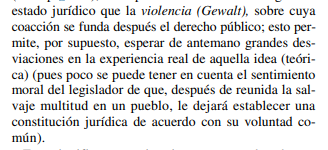 estado jurídico que la violencia (Gewalt), sobre cuya
coacción se funda después el derecho público; esto per-
mite, por supuesto, esperar de antemano grandes des-
viaciones en la experiencia real de aquella idea (teóri-
ca) (pues poco se puede tener en cuenta el sentimiento
moral del legislador de que, después de reunida la sal-
vaje multitud en un pueblo, le dejará establecer una
constitución jurídica de acuerdo con su voluntad co-
mún).